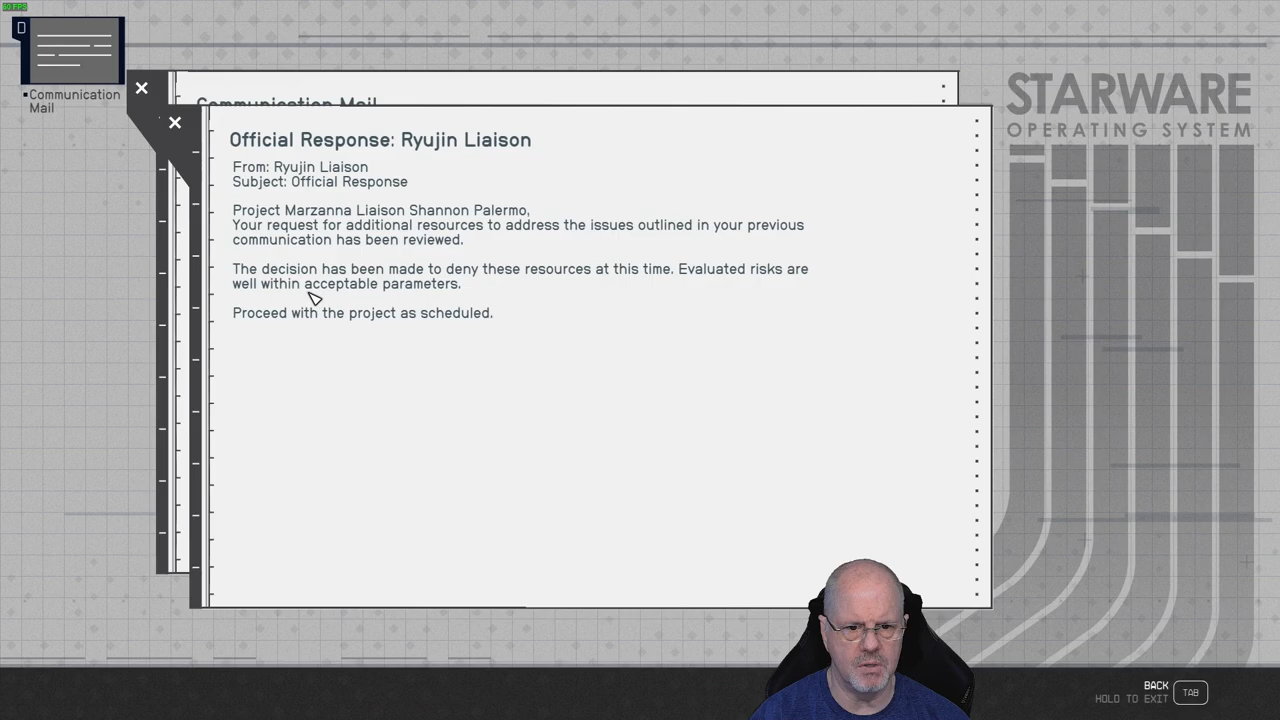 60 FPS
D
Communication
Mail
Communication Mail
STARWARE
OPERATING SYSTEM
Official Response: Ryujin Liaison
From: Ryujin Liaison
Subject: Official Response
Project Marzanna Liaison Shannon Palermo,
Your request for additional resources to address the issues outlined in your previous
communication has been reviewed.
The decision has been made to deny these resources at this time. Evaluated risks are
well within acceptable parameters.
Proceed with the project as scheduled.
BACK
HOLD TO EXIT
TAB